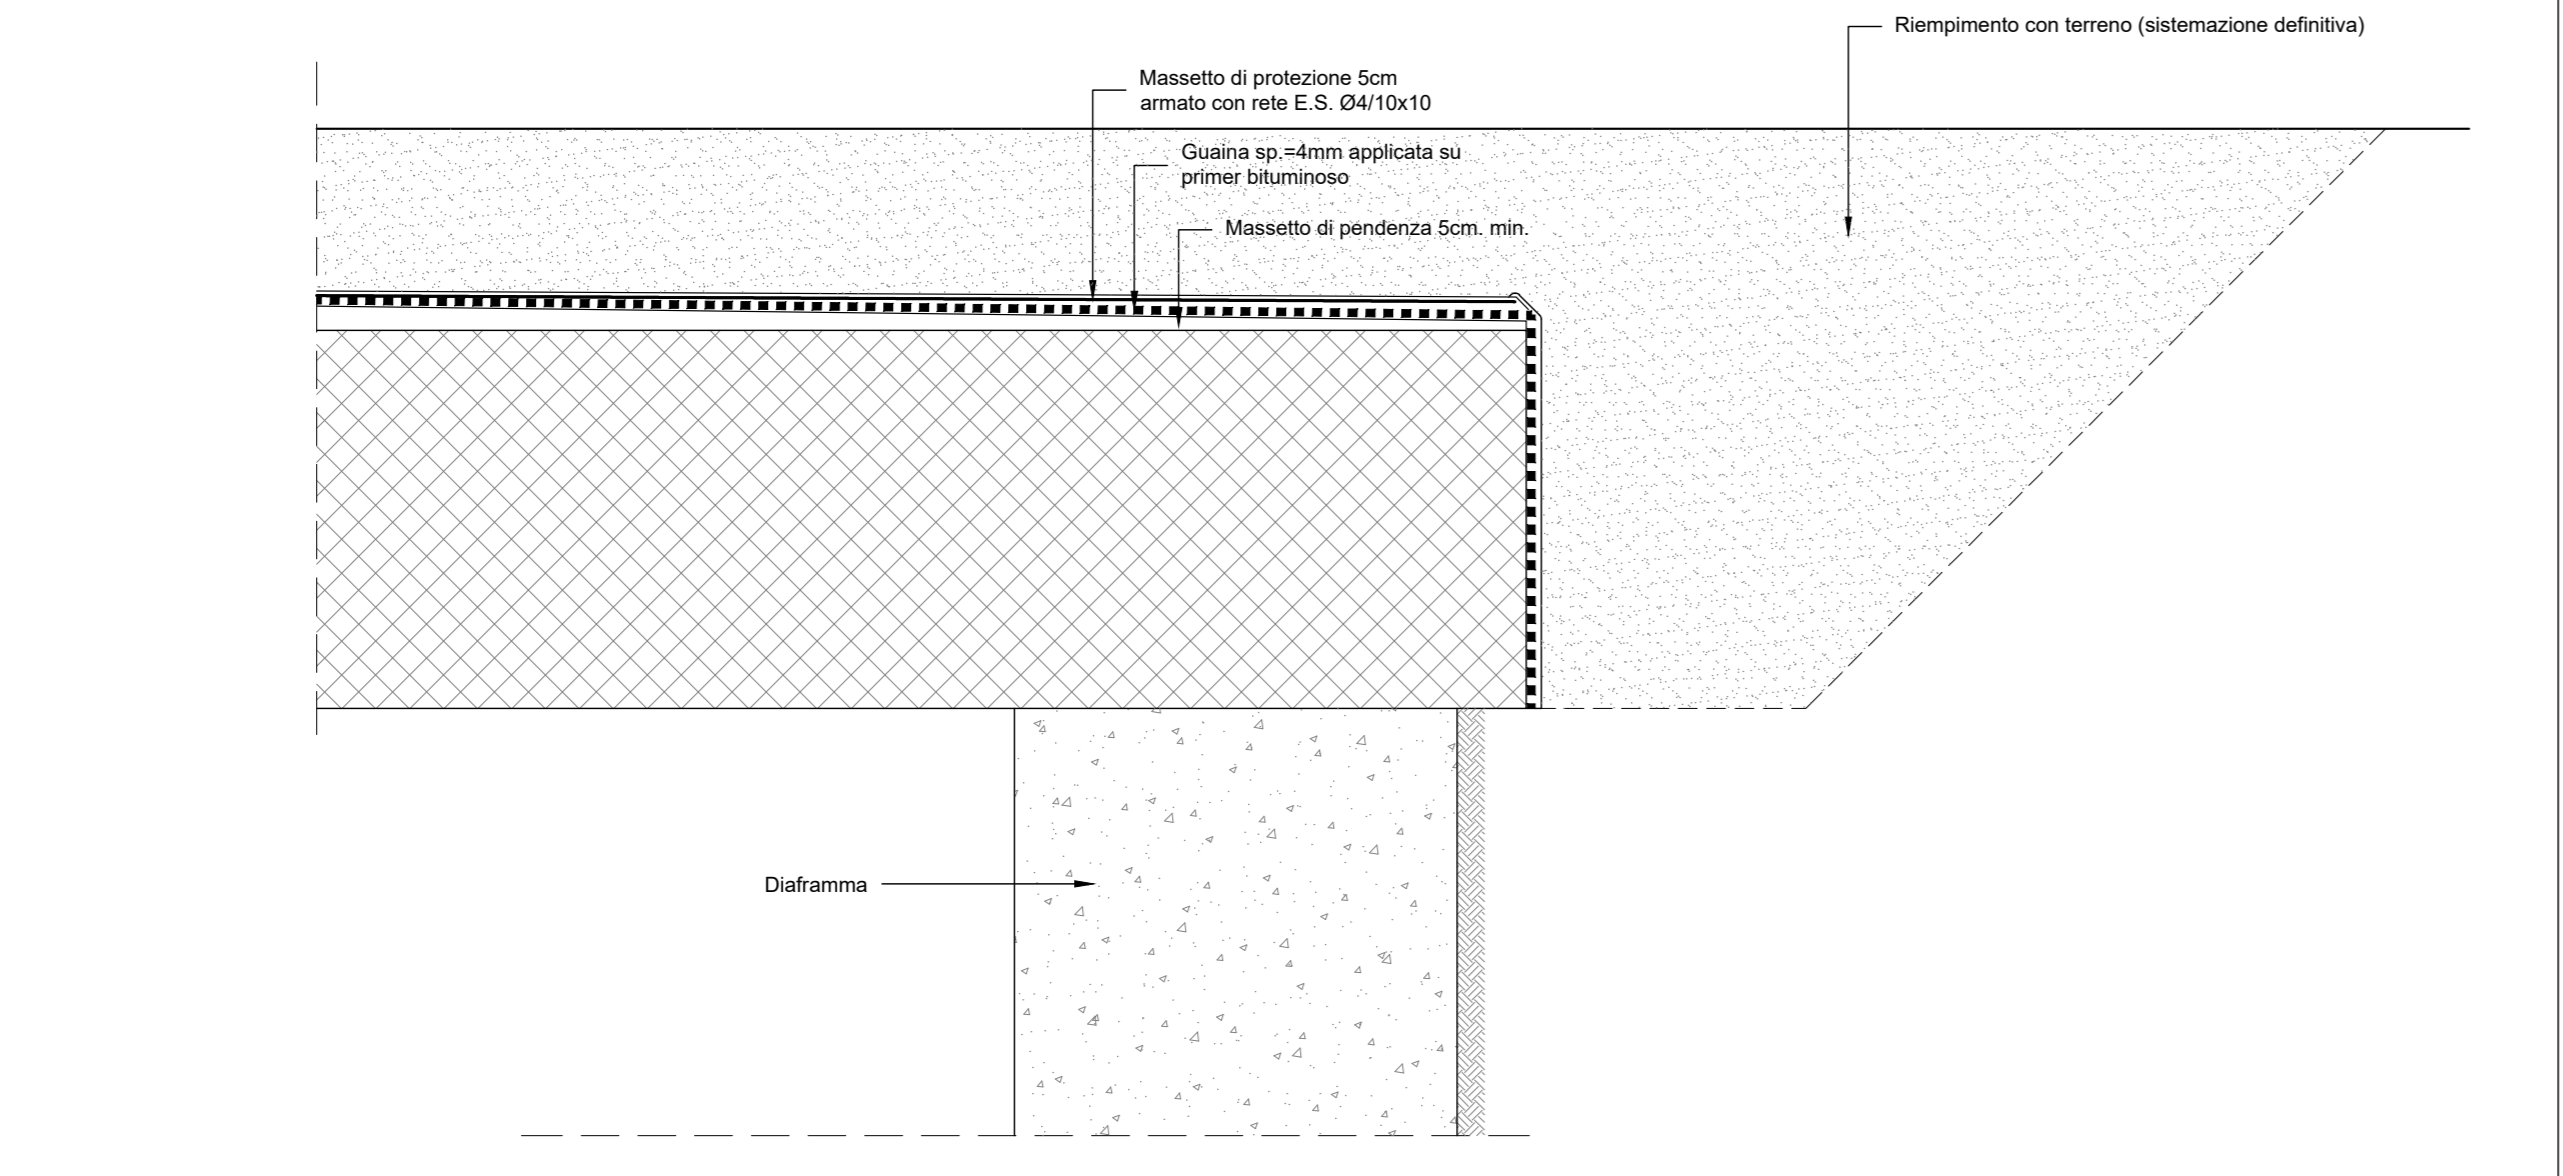 Riempimento con terreno (sistemazione definitiva)
Massetto di protezione 5cm
armato con rete E.S. Ø4/10x10
Guaina sp.=4mm applicata su
primer bituminoso
Massetto di pendenza 5cm. min.
Diaframma